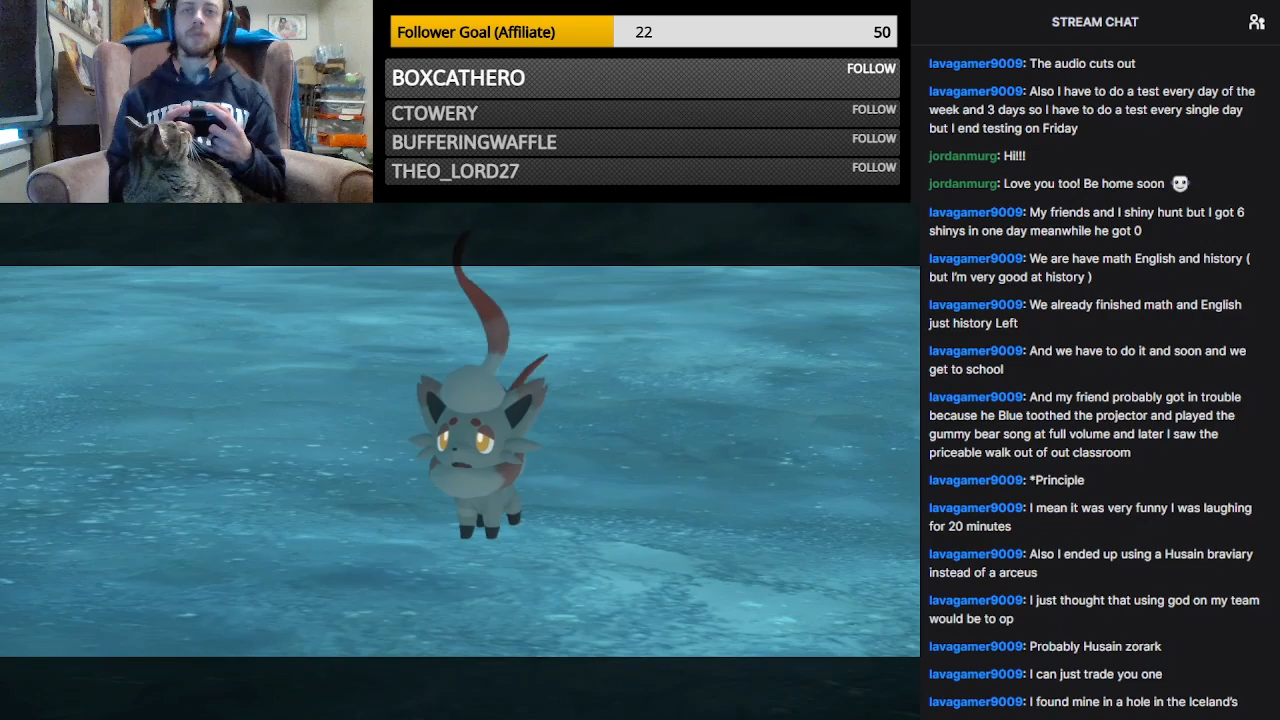 Follower Goal (Affiliate) 22 50
BOXCATHERO FOLLOW
CTOWERY FOLLOW
BUFFERINGWAFFLE FOLLOW
THEO_LORD27 FOLLOW
STREAM CHAT
lavagamer9009: The audio cuts out
lavagamer9009: Also I have to do a test every day of the
week and 3 days so I have to do a test every single day
but I end testing on Friday
jordanmurg: Hi!!!
jordanmurg: Love you too! Be home soon
lavagamer9009: My friends and I shiny hunt but I got 6
shinys in one day meanwhile he got 0
lavagamer9009: We are have math English and history (
but I'm very good at history )
lavagamer9009: We already finished math and English
just history Left
lavagamer9009: And we have to do it and soon and we
get to school
lavagamer9009: And my friend probably got in trouble
because he Blue toothed the projector and played the
gummy bear song at full volume and later I saw the
priceable walk out of out classroom
lavagamer9009: *Principle
lavagamer9009: I mean it was very funny I was laughing
for 20 minutes
lavagamer9009: Also I ended up using a Husain braviary
instead of a arceus
lavagamer9009: I just thought that using god on my team
would be to op
lavagamer9009: Probably Husain zorark
lavagamer9009: I can just trade you one
lavagamer9009: I found mine in a hole in the Iceland's